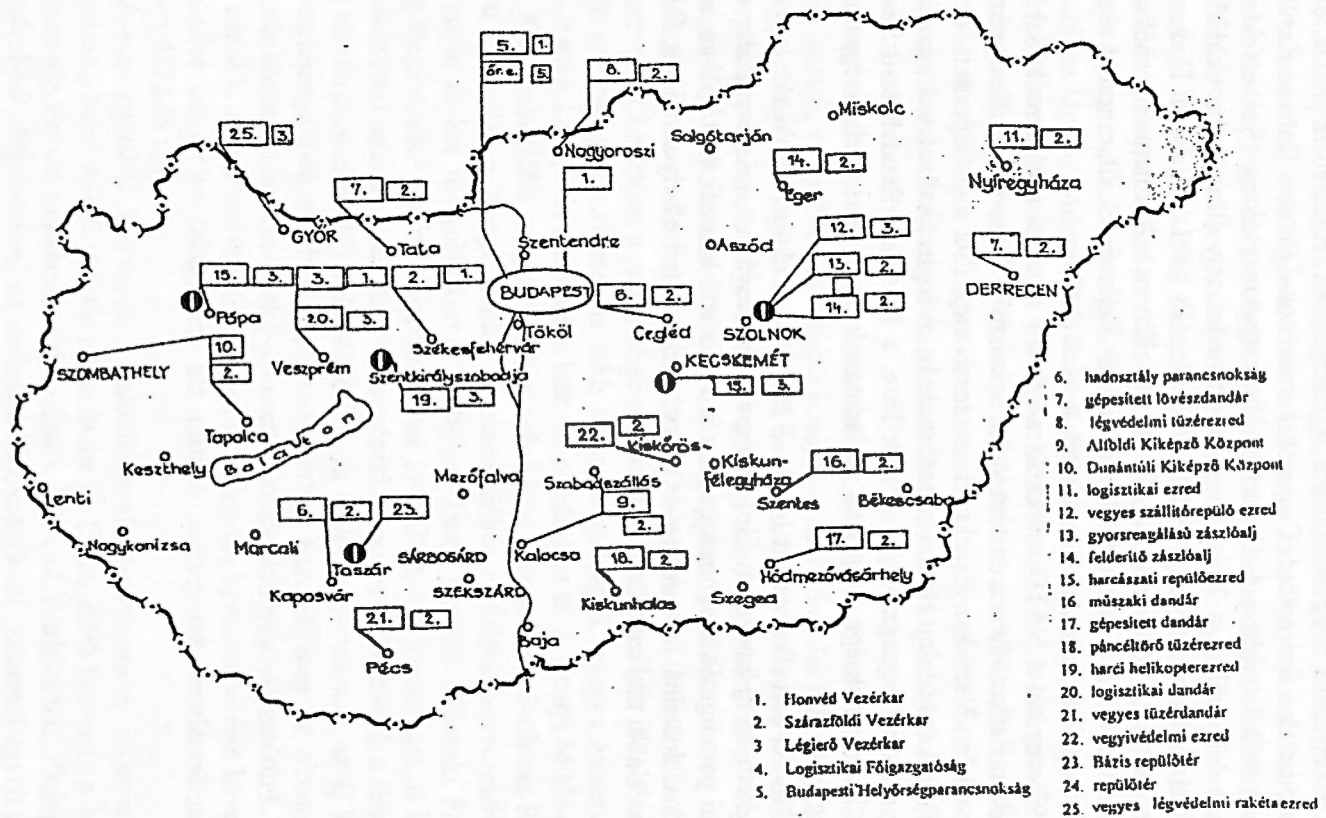 5. 1.
őr.e. 5.
8. 2.
Nagyoroszi
1.
25. 3.
GYŐR
7. 2.
Tata
Szentendre
BUDAPEST
Tököl
Miskolc
Salgótarján
14. 2.
Eger
11. 2.
Nyíregyháza
Aszód
12. 3.
13. 2.
14. 2.
SZOLNOK
7. 2.
DERRECEN
6. 2.
Cegléd
15. 3.
Pápa
3. 1.
20. 3.
Veszprém
2. 1.
Székesfehérvár
Szentkirályszabadja
19. 3.
SZOMBATHELY
10.
2.
Tapolca
Keszthely
Balaton
Lenti
Nagykanizsa
Marcali
KECSKEMÉT
15. 3.
22. 2.
Kiskőrös
Kiskun-
félegyháza
16. 2.
Szentes
Békéscsaba
Mezőfalva
Szabadszállás
9.
2.
Kalocsa
6. 2. 23.
Taszár
Kaposvár
SÁRBOGÁRD
SZEKSZÁRD
18. 2.
Kiskunhalas
17. 2.
Hódmezővásárhely
Szeged
21. 2.
Pécs
Baja
1. Honvéd Vezérkar
2. Szárazföldi Vezérkar
3 Légierő Vezérkar
4. Logisztikai Főigazgatóság
5. Budapesti Helyőrségparancsnokság
6. hadosztály parancsnokság
7. gépesített lövészdandár
8 légvédelmi tüzérezred
9. Alföldi Kiképző Központ
10. Dunántúli Kiképző Központ
11. logisztikai ezred
12. vegyes szállítórepülő ezred
13. gyorsreagálású zászlóalj
14. felderítő zászlóalj
15. harcászati repülőezred
16. műszaki dandár
17. gépesített dandár
18. páncéltörő tüzérezred
19. harci helikopterezred
20. logisztikai dandár
21. vegyes tüzérdandár
22. vegyivédelmi ezred
23. Bázis repülőtér
24. repülőtér
25. vegyes légvédelmi rakéta ezred